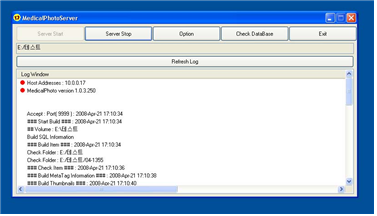 MedicalPhotoServer
Server Start Server Stop Option Check DataBase Exit
E:/테스트
Refresh Log
Log Window
Host Addresses : 10.0.0.17
MedicalPhoto version 1.0.3.250
Accept : Port( 9999 ) : 2008-Apr-21 17:10:34
### Start Build ### : 2008-Apr-21 17:10:34
## Volume : E:\테스트
Build SQL Information
### Build Item ### : 2008-Apr-21 17:10:34
Check Folder : E:/테스트
Check Folder : E:/테스트/04-1355
### Check Item ### : 2008-Apr-21 17:10:36
### Build MetaTag Information ### : 2008-Apr-21 17:10:38
### Build Thumbnails ### : 2008-Apr-21 17:10:40